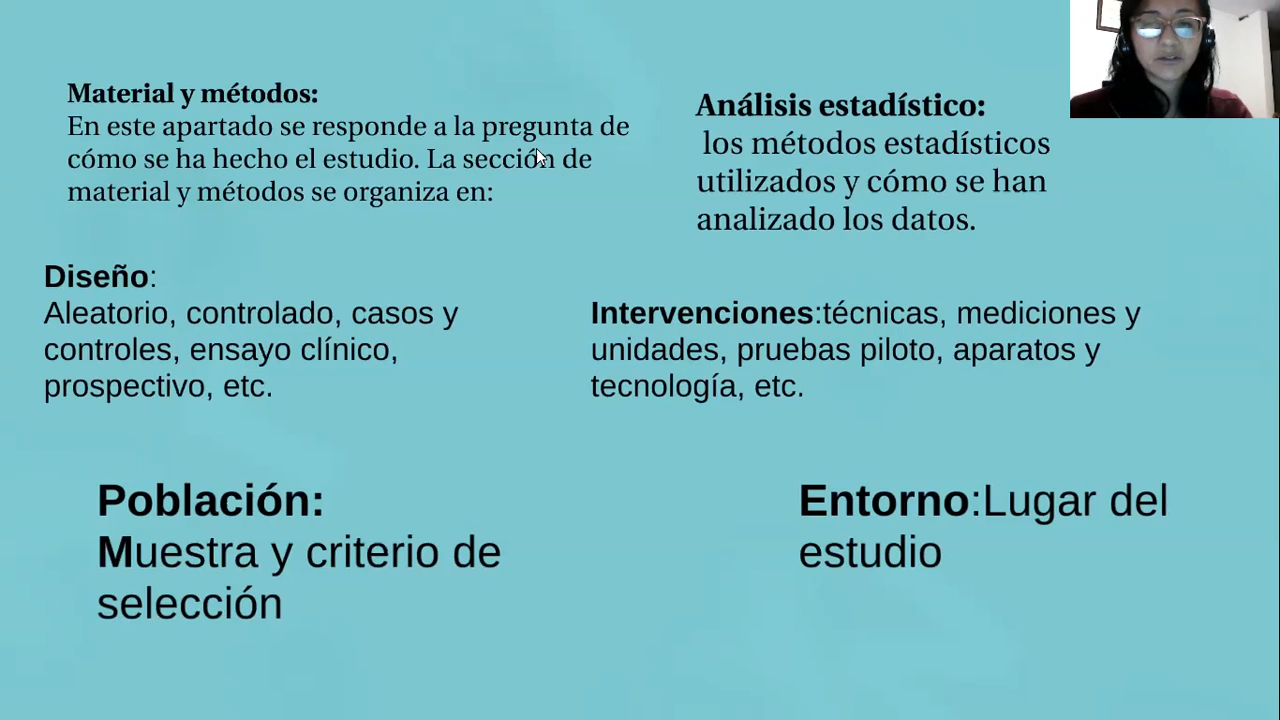 Material y métodos:
En este apartado se responde a la pregunta de
cómo se ha hecho el estudio. La sección de
material y métodos se organiza en:
Análisis estadístico:
los métodos estadísticos
utilizados y cómo se han
analizado los datos.
Diseño:
Aleatorio, controlado, casos y
controles, ensayo clínico,
prospectivo, etc.
Intervenciones:técnicas, mediciones y
unidades, pruebas piloto, aparatos y
tecnología, etc.
Población:
Muestra y criterio de
selección
Entorno:Lugar del
estudio